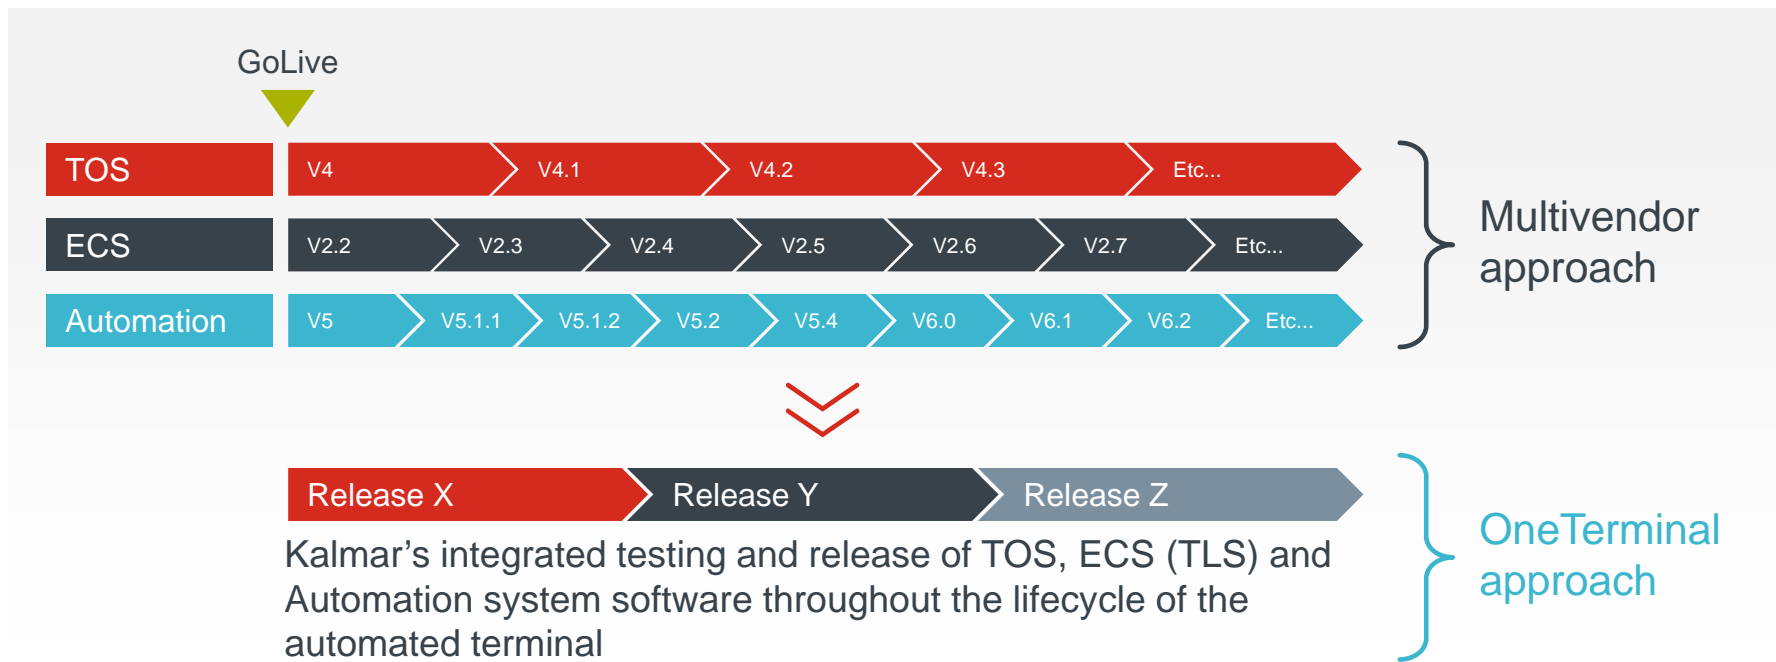 GoLive
TOS
V4
V4.1
V4.2
V4.3
Etc...
ECS
V2.2
V2.3
V2.4
V2.5
V2.6
V2.7
Etc...
Automation
V5
V5.1.1
V5.1.2
V5.2
V5.4
V6.0
V6.1
V6.2
Etc...
Multivendor
approach
Release X
Release Y
Release Z
Kalmar’s integrated testing and release of TOS, ECS (TLS) and
Automation system software throughout the lifecycle of the
automated terminal
OneTerminal
approach